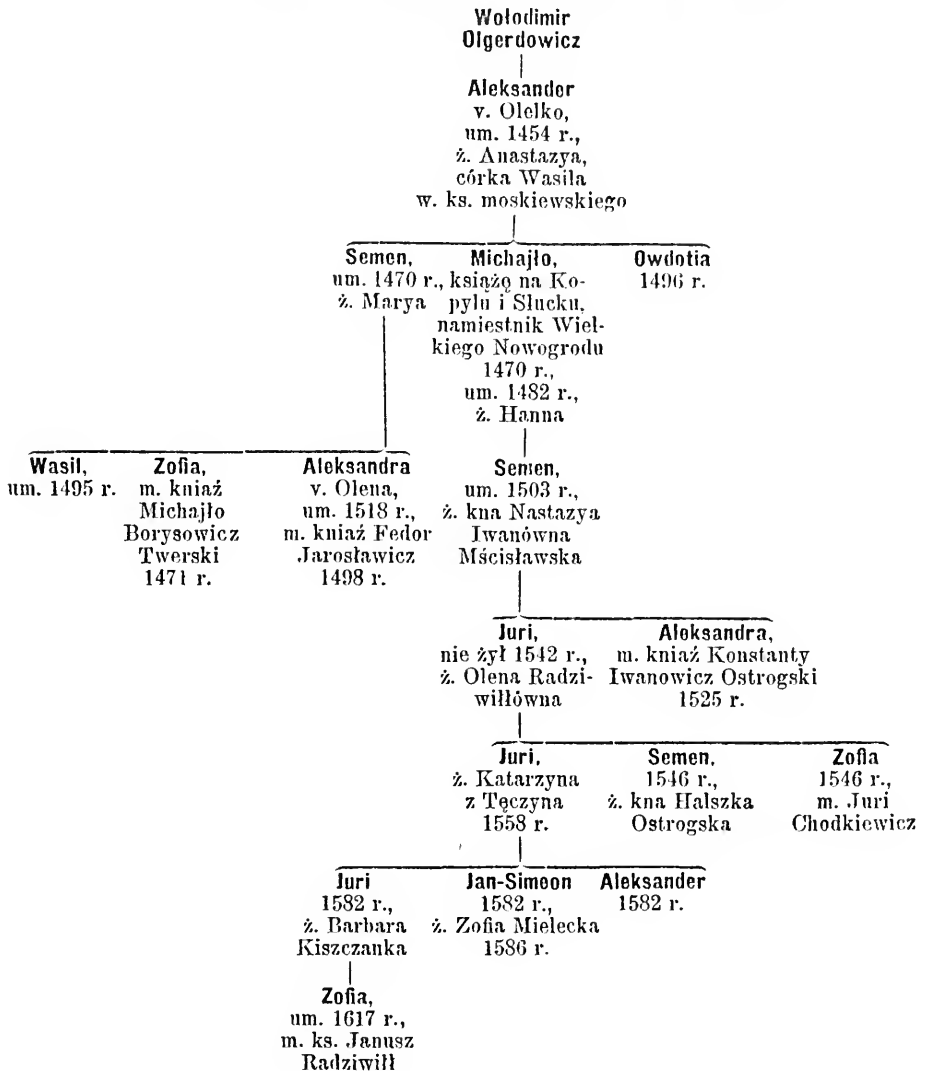 Wołodimir
Olgerdowicz
Aleksander
v. Olelko,
um. 1454 r.,
ż. Anastazya,
córka Wasila
w. ks. moskiewskiego
Semen,
um. 1470 r.,
ż. Marya
Michajło,
książę na Ko-
pylu i Słucku,
namiestnik Wiel-
kiego Nowogrodu
1470 r.,
um. 1482 r.,
ż. Hanna
Owdotia
1496 r.
Wasil,
um. 1495 r.
Zofia,
m. kniaź
Michajło
Borysowicz
Twerski
1471 r.
Aleksandra
v. Olena,
um. 1518 r.,
m. kniaź Fedor
Jarosławicz
1498 r.
Semen,
um. 1503 r.,
ż. kna Nastazya
Iwanówna
Mścisławska
Juri,
nie żył 1542 r.,
ż. Olena Radzi-
wiłłówna
Aleksandra,
m. kniaź Konstanty
Iwanowicz Ostrogski
1525 r.
Juri,
ż. Katarzyna
z Tęczyna
1558 r.
Semen,
1546 r.,
ż. kna Halszka
Ostrogska
Zofia
1546 r.,
m. Juri
Chodkiewicz
Juri
1582 r.,
ż. Barbara
Kiszczanka
Jan-Simeon
1582 r.,
ż. Zofia Mielecka
1586 r.
Aleksander
1582 r.
Zofia,
um. 1617 r.,
m. ks. Janusz
Radziwiłł